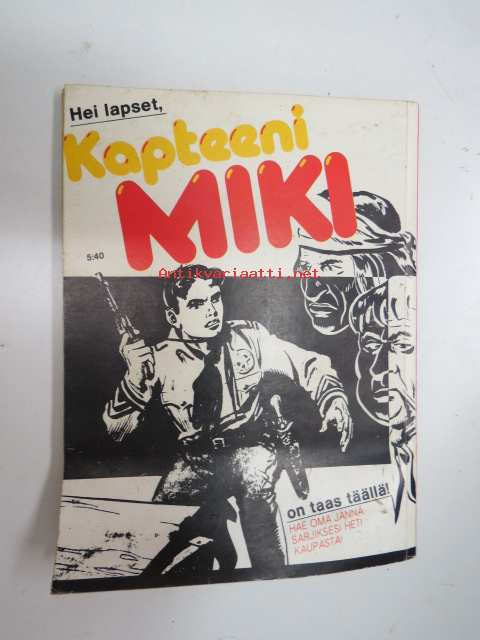 Hei lapset,
Kapteeni
MIKI
5:40
Antikvariaatti.net
on taas täällä!
HAE OMA JÄNNÄ
SARJIKSESI HETI
KAUPASTA!